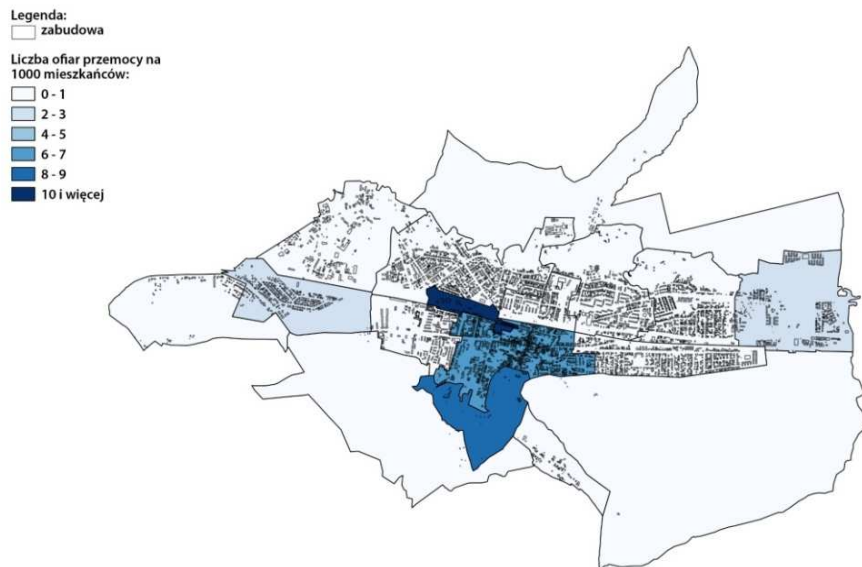 Legenda:
zabudowa
Liczba ofiar przemocy na
1000 mieszkańców:
0 - 1
2 - 3
4 - 5
6 - 7
8 - 9
10 i więcej